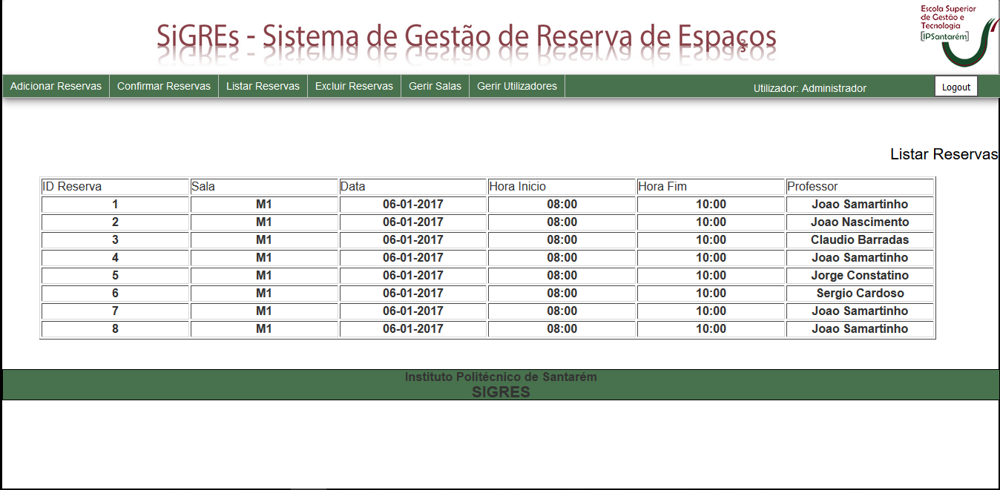 SiGREs - Sistema de Gestão de Reserva de Espaços
Escola Superior
de Gestão e
Tecnologia
[IPSantarém]
Adicionar Reservas Confirmar Reservas Listar Reservas Excluir Reservas Gerir Salas Gerir Utilizadores Utilizador: Administrador Logout
Listar Reservas
ID Reserva Sala Data Hora Inicio Hora Fim Professor
1 M1 06-01-2017 08:00 10:00 Joao Samartinho
2 M1 06-01-2017 08:00 10:00 Joao Nascimento
3 M1 06-01-2017 08:00 10:00 Claudio Barradas
4 M1 06-01-2017 08:00 10:00 Joao Samartinho
5 M1 06-01-2017 08:00 10:00 Jorge Constatino
6 M1 06-01-2017 08:00 10:00 Sergio Cardoso
7 M1 06-01-2017 08:00 10:00 Joao Samartinho
8 M1 06-01-2017 08:00 10:00 Joao Samartinho
Instituto Politécnico de Santarém
SIGRES